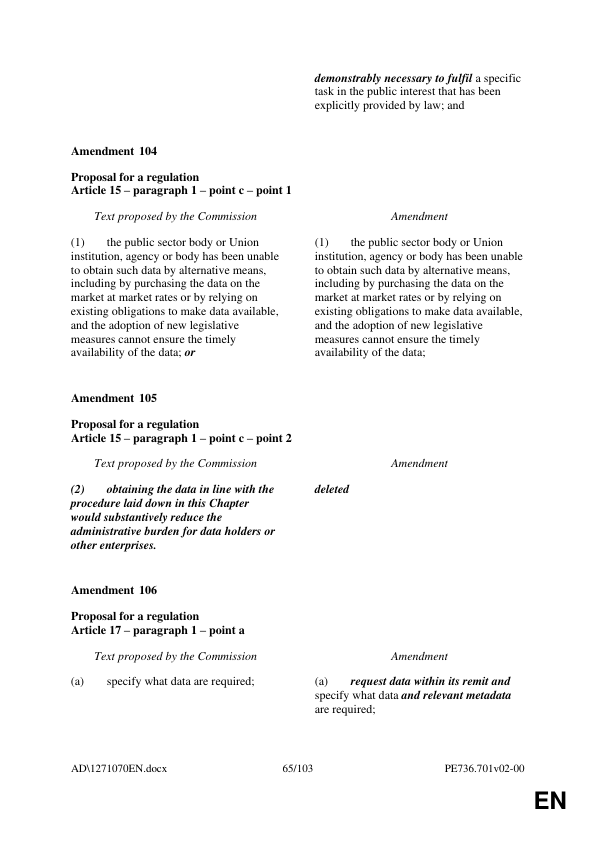 demonstrably necessary to fulfil a specific
task in the public interest that has been
explicitly provided by law; and
Amendment 104
Proposal for a regulation
Article 15 – paragraph 1 – point c – point 1
Text proposed by the Commission
Amendment
(1) the public sector body or Union
institution, agency or body has been unable
to obtain such data by alternative means,
including by purchasing the data on the
market at market rates or by relying on
existing obligations to make data available,
and the adoption of new legislative
measures cannot ensure the timely
availability of the data; or
(1) the public sector body or Union
institution, agency or body has been unable
to obtain such data by alternative means,
including by purchasing the data on the
market at market rates or by relying on
existing obligations to make data available,
and the adoption of new legislative
measures cannot ensure the timely
availability of the data;
Amendment 105
Proposal for a regulation
Article 15 – paragraph 1 – point c – point 2
Text proposed by the Commission
Amendment
(2) obtaining the data in line with the
procedure laid down in this Chapter
would substantively reduce the
administrative burden for data holders or
other enterprises.
deleted
Amendment 106
Proposal for a regulation
Article 17 – paragraph 1 – point a
Text proposed by the Commission
Amendment
(a) specify what data are required;
(a) request data within its remit and
specify what data and relevant metadata
are required;
AD\1271070EN.docx
65/103
PE736.701v02-00
EN